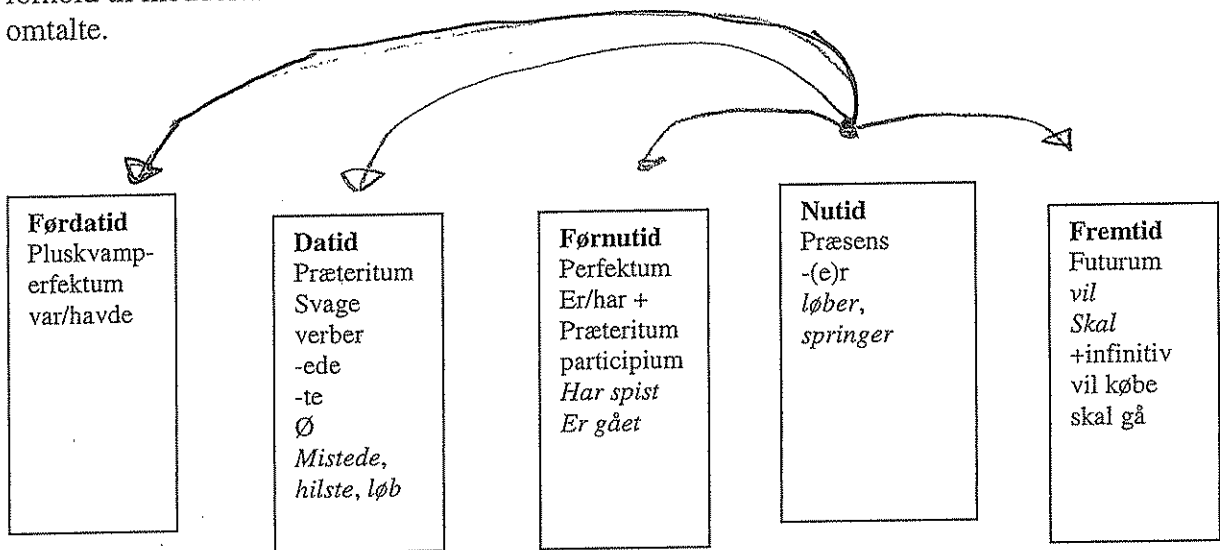 omtalte.
Førdatid
Pluskvamp-
erfektum
var/havde
Datid
Præteritum
Svage
verber
-ede
-te
Ø
Mistede,
hilste, løb
Førnutid
Perfektum
Er/har +
Præteritum
participium
Har spist
Er gået
Nutid
Præsens
-(e)r
løber,
springer
Fremtid
Futurum
vil
Skal
+infinitiv
vil købe
skal gå